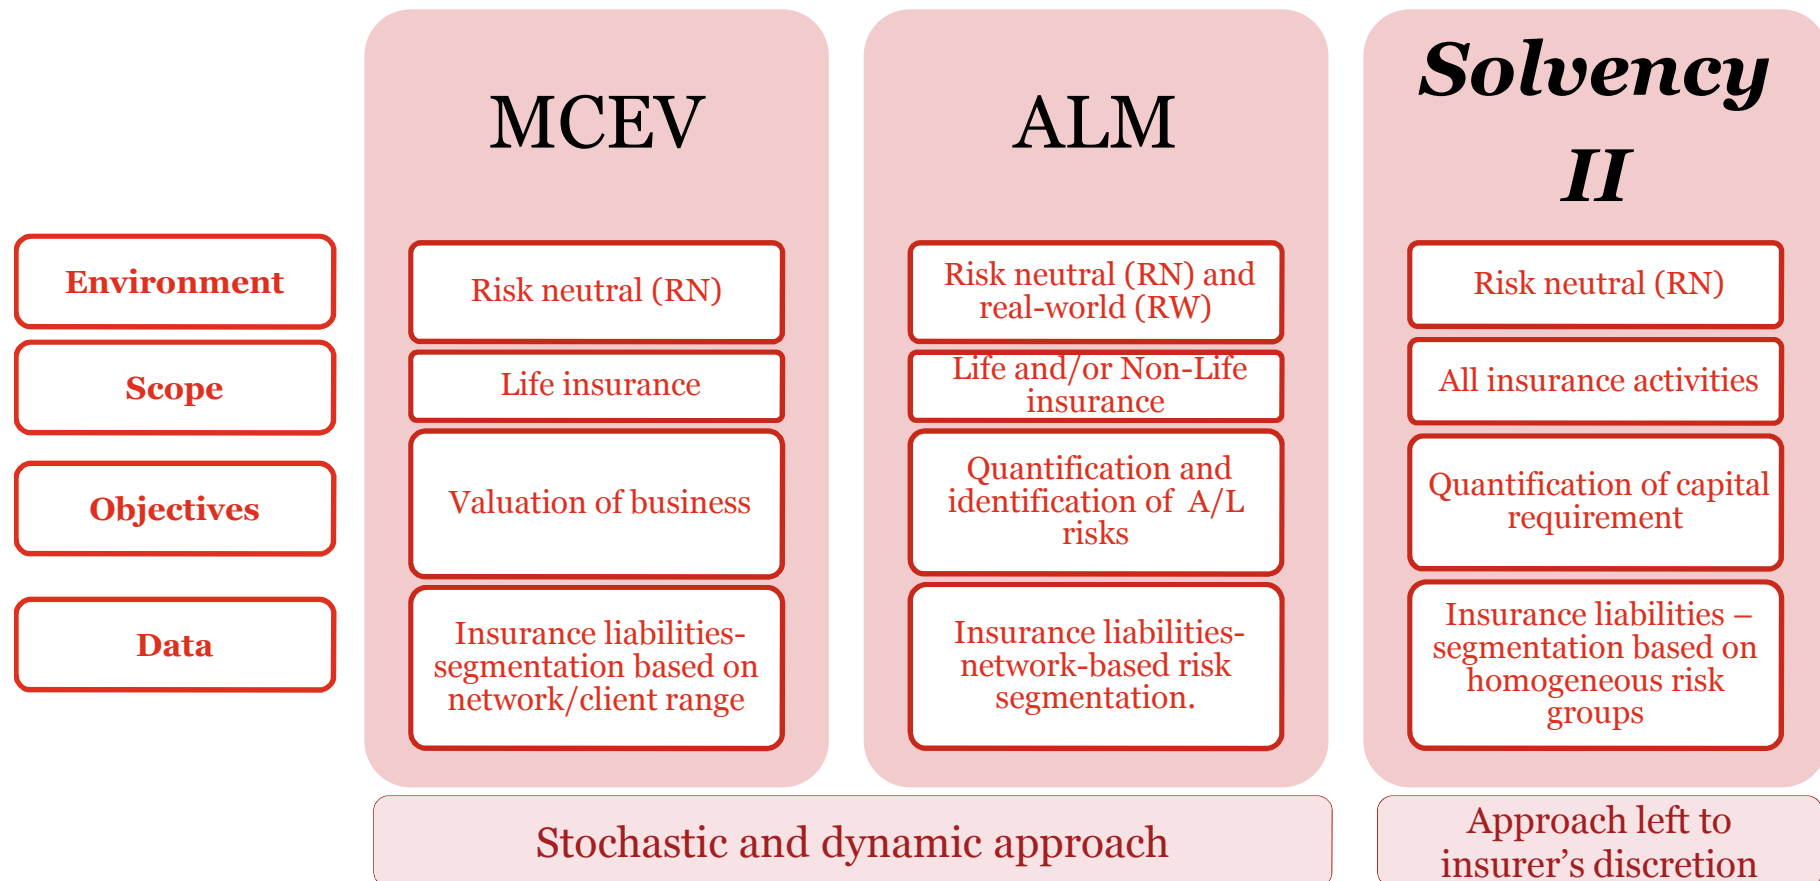 MCEV
ALM
Solvency
II
Environment
Risk neutral (RN)
Risk neutral (RN) and
real-world (RW)
Risk neutral (RN)
Scope
Life insurance
Life and/or Non-Life
insurance
All insurance activities
Objectives
Valuation of business
Quantification and
identification of  A/L
risks
Quantification of capital
requirement
Data
Insurance liabilities-
segmentation based on
network/client range
Insurance liabilities-
network-based risk
segmentation.
Insurance liabilities –
segmentation based on
homogeneous risk
groups
Stochastic and dynamic approach
Approach left to
insurer’s discretion